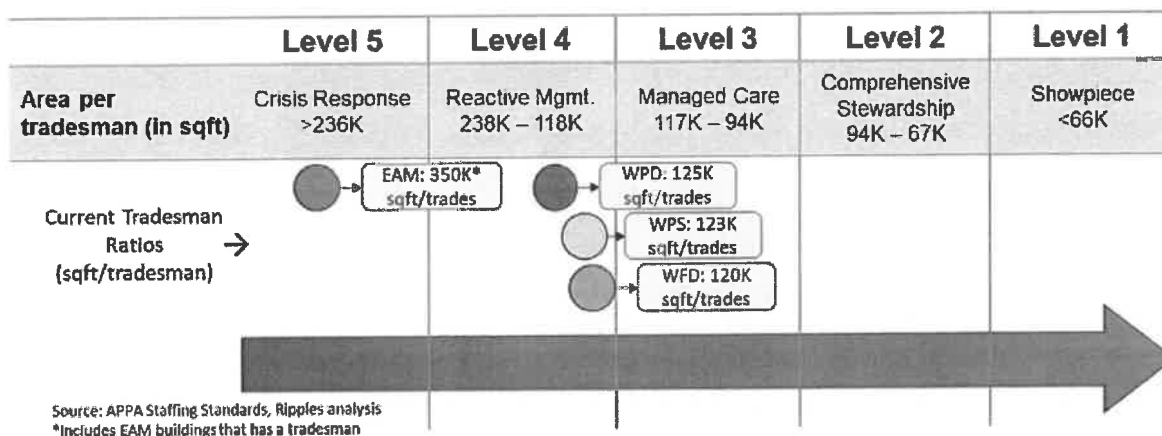 Level 5 Level 4 Level 3 Level 2 Level 1
Area per tradesman (in sqft)
Crisis Response
>236K
Reactive Mgmt.
238K – 118K
Managed Care
117K – 94K
Comprehensive
Stewardship
94K – 67K
Showpiece
<66K
Current Tradesman
Ratios →
(sqft/tradesman)
EAM: 350K*
sqft/trades
WPD: 125K
sqft/trades
WPS: 123K
sqft/trades
WFD: 120K
sqft/trades
Source: APPA Staffing Standards, Ripples analysis
*Includes EAM buildings that has a tradesman